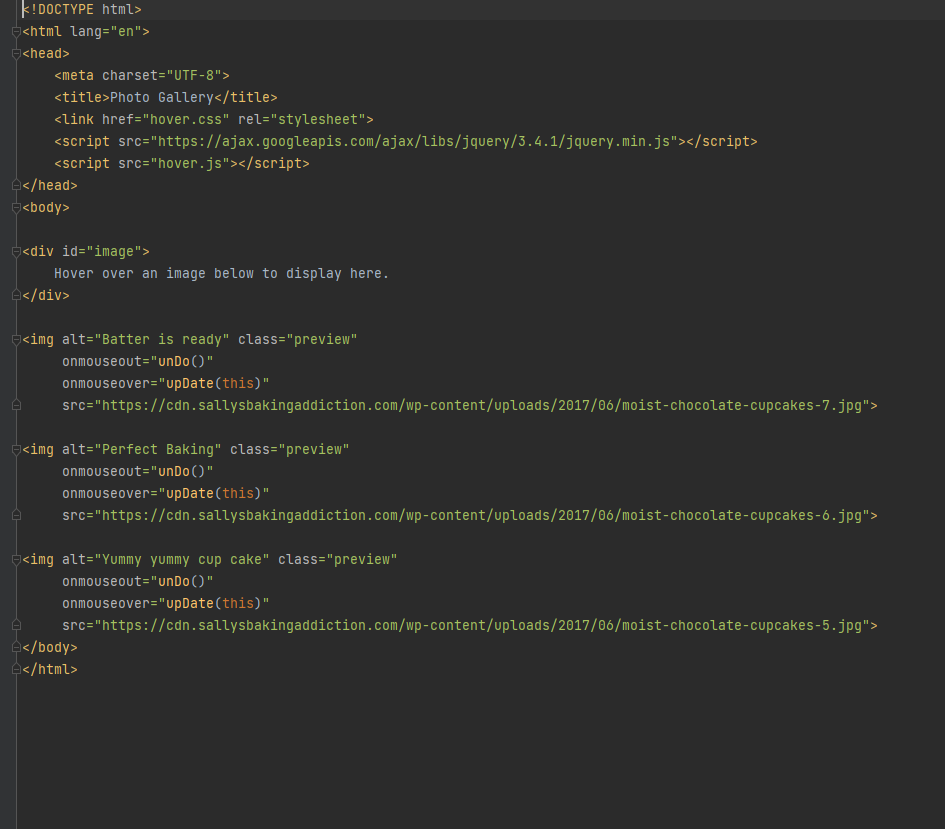 <!DOCTYPE html>
<html lang="en">
<head>
    <meta charset="UTF-8">
    <title>Photo Gallery</title>
    <link href="hover.css" rel="stylesheet">
    <script src="https://ajax.googleapis.com/ajax/libs/jquery/3.4.1/jquery.min.js"></script>
    <script src="hover.js"></script>
</head>
<body>

<div id="image">
    Hover over an image below to display here.
</div>

<img alt="Batter is ready" class="preview"
     onmouseout="unDo()"
     onmouseover="upDate(this)"
     src="https://cdn.sallysbakingaddiction.com/wp-content/uploads/2017/06/moist-chocolate-cupcakes-7.jpg">

<img alt="Perfect Baking" class="preview"
     onmouseout="unDo()"
     onmouseover="upDate(this)"
     src="https://cdn.sallysbakingaddiction.com/wp-content/uploads/2017/06/moist-chocolate-cupcakes-6.jpg">

<img alt="Yummy yummy cup cake" class="preview"
     onmouseout="unDo()"
     onmouseover="upDate(this)"
     src="https://cdn.sallysbakingaddiction.com/wp-content/uploads/2017/06/moist-chocolate-cupcakes-5.jpg">
</body>
</html>